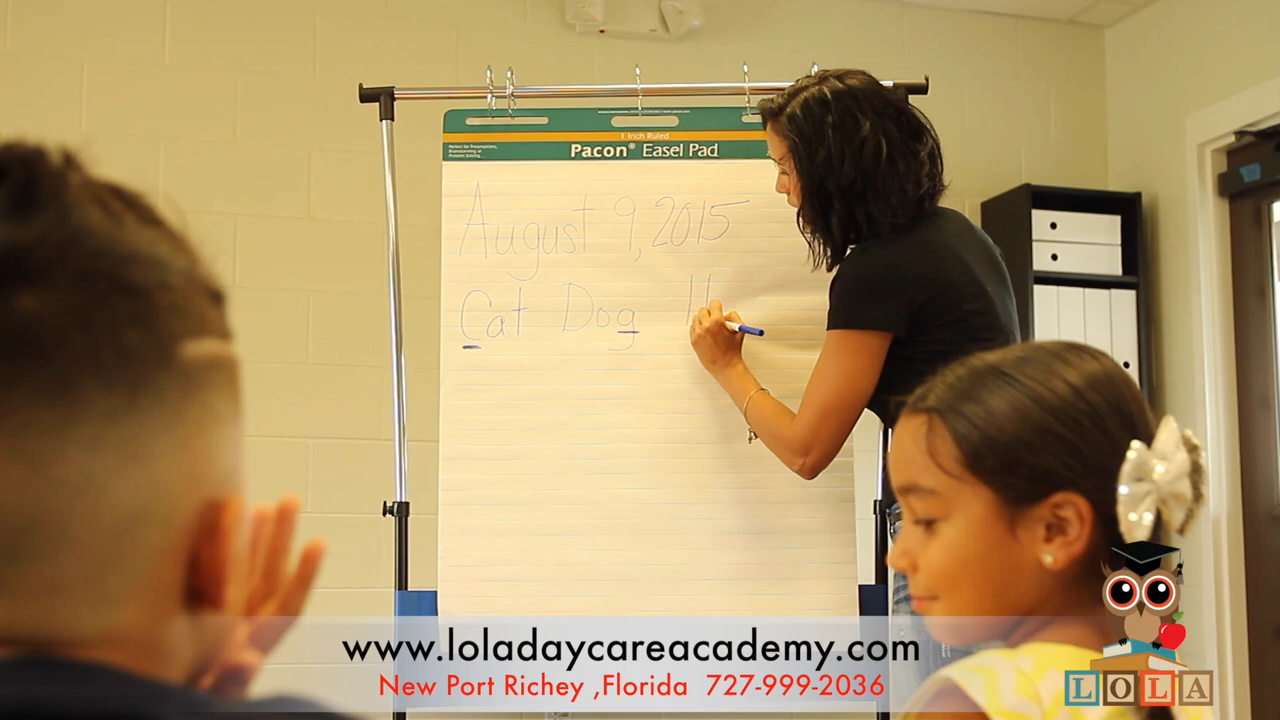 1 Inch Ruled
Pacon® Easel Pad
August 9, 2015
Cat Dog H
www.loladaycareacademy.com
New Port Richey ,Florida 727-999-2036
LOLA